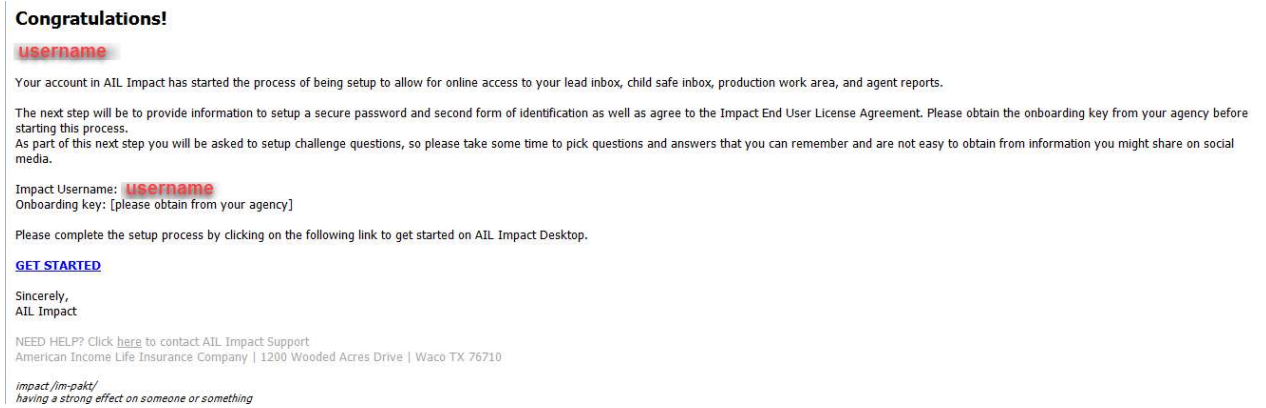 Congratulations!
username
Your account in AIL Impact has started the process of being setup to allow for online access to your lead inbox, child safe inbox, production work area, and agent reports.
The next step will be to provide information to setup a secure password and second form of identification as well as agree to the Impact End User License Agreement. Please obtain the onboarding key from your agency before
starting this process.
As part of this next step you will be asked to setup challenge questions, so please take some time to pick questions and answers that you can remember and are not easy to obtain from information you might share on social
media.
Impact Username: username
Onboarding key: [please obtain from your agency]
Please complete the setup process by clicking on the following link to get started on AIL Impact Desktop.
GET STARTED
Sincerely,
AIL Impact
NEED HELP? Click here to contact AIL Impact Support
American Income Life Insurance Company | 1200 Wooded Acres Drive | Waco TX 76710
impact /im-pakt/
having a strong effect on someone or something